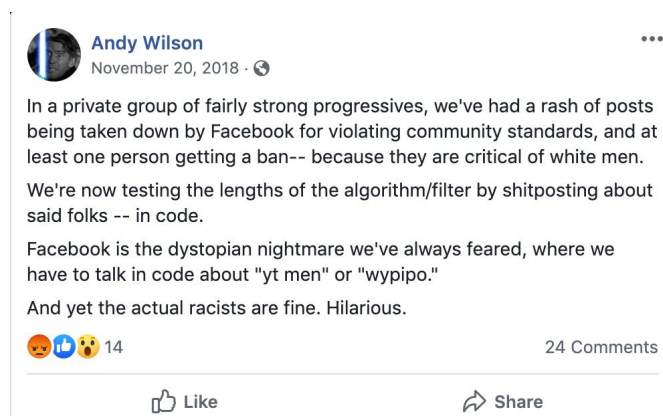 Andy Wilson
November 20, 2018 ·
In a private group of fairly strong progressives, we've had a rash of posts
being taken down by Facebook for violating community standards, and at
least one person getting a ban-- because they are critical of white men.
We're now testing the lengths of the algorithm/filter by shitposting about
said folks -- in code.
Facebook is the dystopian nightmare we've always feared, where we
have to talk in code about "yt men" or "wypipo."
And yet the actual racists are fine. Hilarious.
14 24 Comments
Like Share